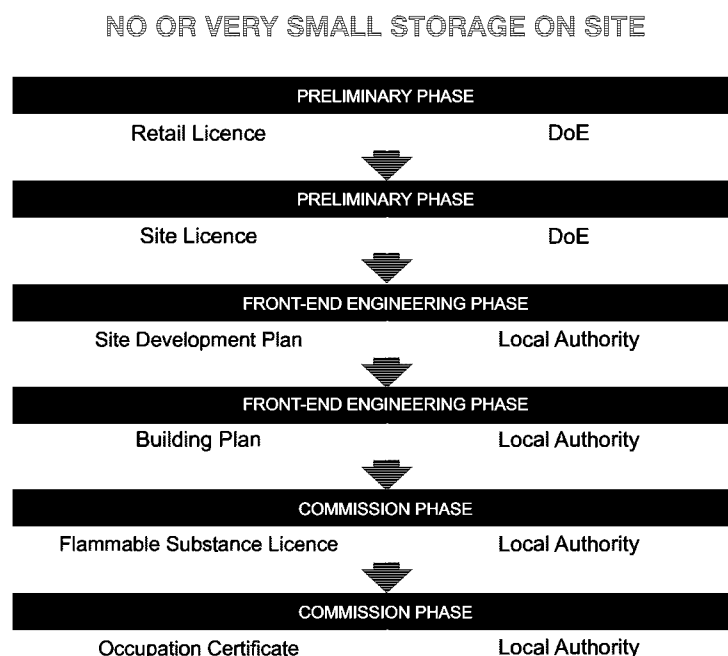 NO OR VERY SMALL STORAGE ON SITE
PRELIMINARY PHASE
Retail Licence DoE
PRELIMINARY PHASE
Site Licence DoE
FRONT-END ENGINEERING PHASE
Site Development Plan Local Authority
FRONT-END ENGINEERING PHASE
Building Plan Local Authority
COMMISSION PHASE
Flammable Substance Licence Local Authority
COMMISSION PHASE
Occupation Certificate Local Authority